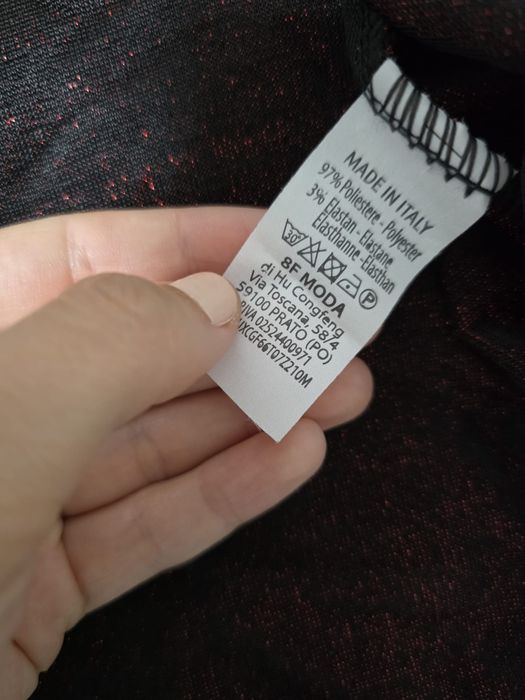 MADE IN ITALY
97% Poliestere - Polyester
3% Elastan - Elastane
Elasthanne - Elasthan
30° P
8F MODA
di Hu Congfeng
Via Toscana, 58/4
59100 PRATO (PO)
P.IVA 02524400971